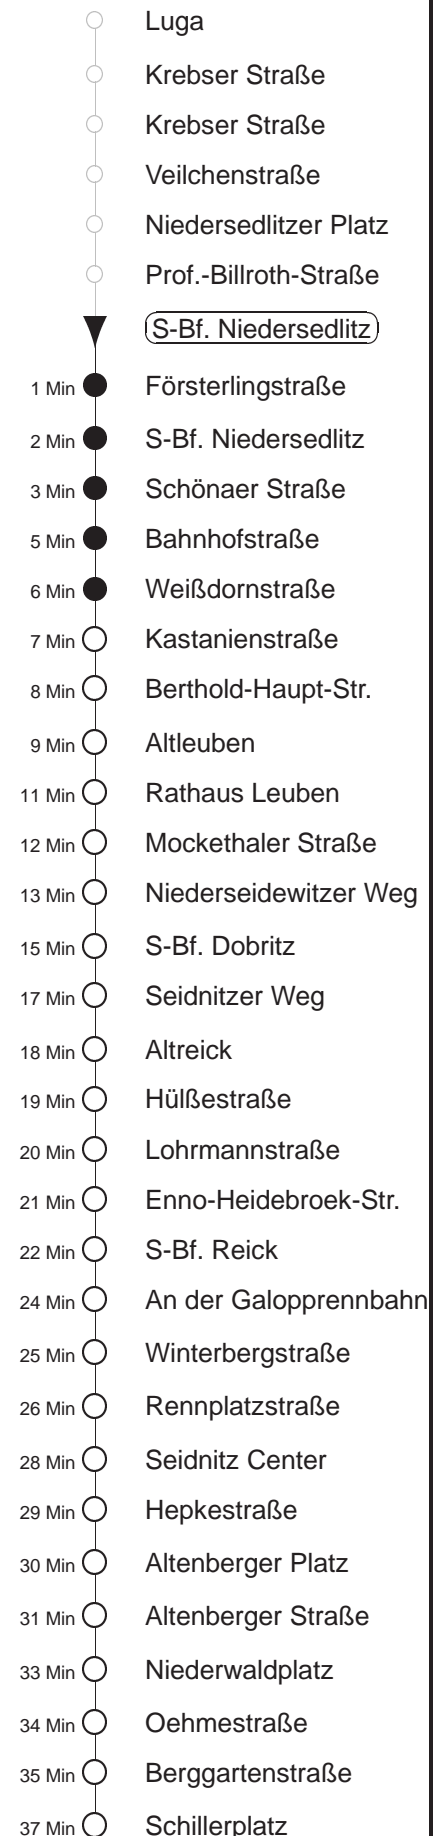 Luga
Krebser Straße
Krebser Straße
Veilchenstraße
Niedersedlitzer Platz
Prof.-Billroth-Straße
S-Bf. Niedersedlitz
1 Min Försterlingstraße
2 Min S-Bf. Niedersedlitz
3 Min Schönaer Straße
5 Min Bahnhofstraße
6 Min Weißdornstraße
7 Min Kastanienstraße
8 Min Berthold-Haupt-Str.
9 Min Altleuben
11 Min Rathaus Leuben
12 Min Mockethaler Straße
13 Min Niederseidewitzer Weg
15 Min S-Bf. Dobritz
17 Min Seidnitzer Weg
18 Min Altreick
19 Min Hülßestraße
20 Min Lohrmannstraße
21 Min Enno-Heidebroek-Str.
22 Min S-Bf. Reick
24 Min An der Galopprennbahn
25 Min Winterbergstraße
26 Min Rennplatzstraße
28 Min Seidnitz Center
29 Min Hepkestraße
30 Min Altenberger Platz
31 Min Altenberger Straße
33 Min Niederwaldplatz
34 Min Oehmestraße
35 Min Berggartenstraße
37 Min Schillerplatz